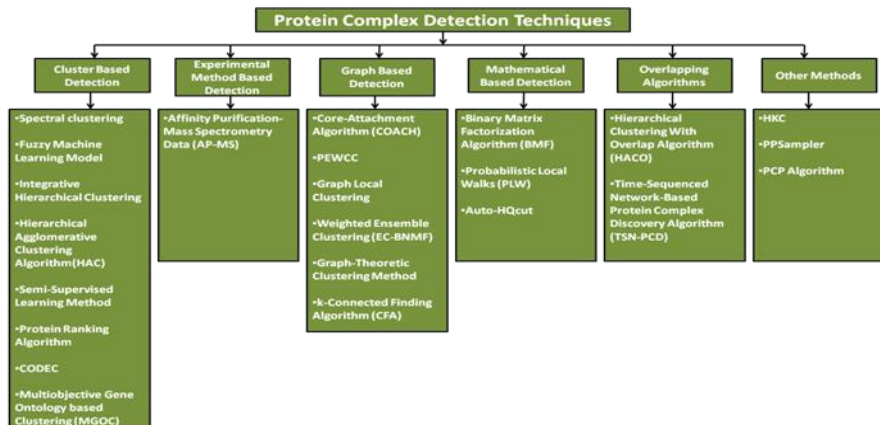 Protein Complex Detection Techniques
Cluster Based
Detection
Experimental
Method Based
Detection
Graph Based
Detection
Mathematical
Based Detection
Overlapping
Algorithms
Other Methods
•Spectral clustering
•Fuzzy Machine
Learning Model
•Integrative
Hierarchical Clustering
•Hierarchical
Agglomerative
Clustering
Algorithm(HAC)
•Semi-Supervised
Learning Method
•Protein Ranking
Algorithm
•CODEC
•Multiobjective Gene
Ontology based
Clustering (MGOC)
•Affinity Purification-
Mass Spectrometry
Data (AP-MS)
•Core-Attachment
Algorithm (COACH)
•PEWCC
•Graph Local
Clustering
•Weighted Ensemble
Clustering (EC-BNMF)
•Graph-Theoretic
Clustering Method
•k-Connected Finding
Algorithm (CFA)
•Binary Matrix
Factorization
Algorithm (BMF)
•Probabilistic Local
Walks (PLW)
•Auto-HQcut
•Hierarchical
Clustering With
Overlap Algorithm
(HACO)
•Time-Sequenced
Network-Based
Protein Complex
Discovery Algorithm
(TSN-PCD)
•HKC
•PPSampler
•PCP Algorithm